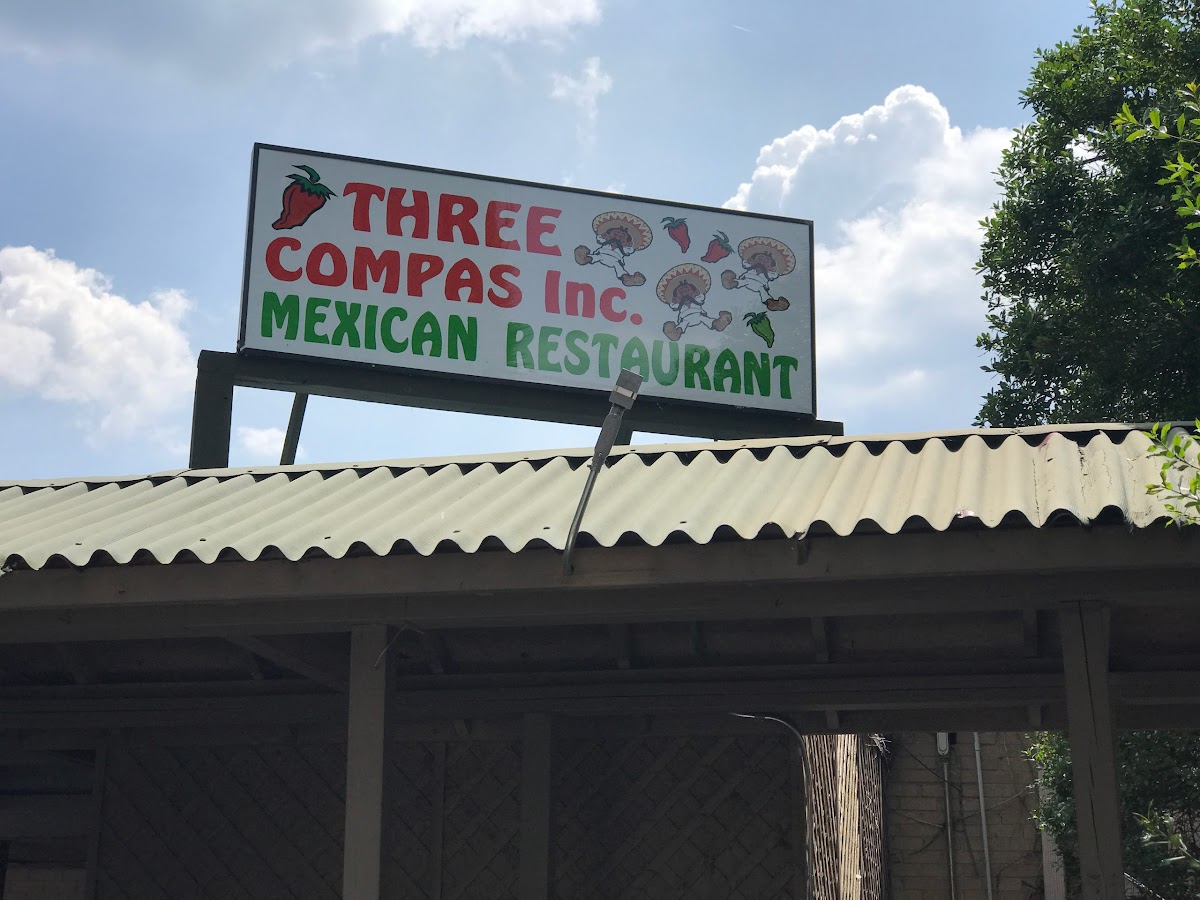 THREE
COMPAS Inc.
MEXICAN RESTAURANT